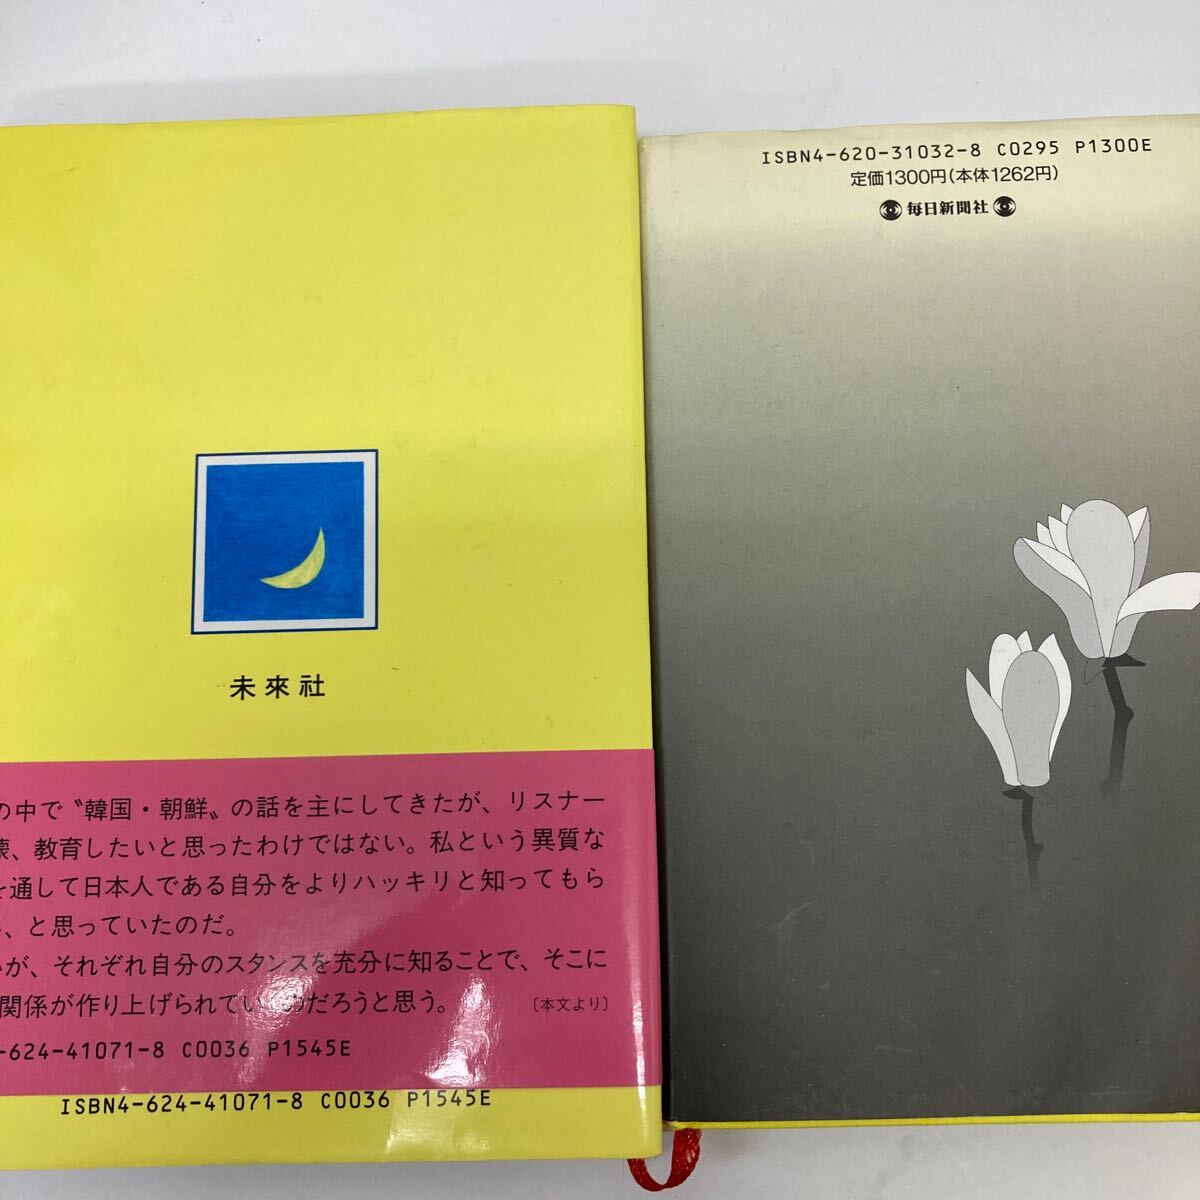 未來社
の中で〝韓国・朝鮮〟の話を主にしてきたが、リスナー
、教育したいと思ったわけではない。私という異質な
を通して日本人である自分をよりハッキリと知ってもら
、と思っていたのだ。
が、それぞれ自分のスタンスを充分に知ることで、そこに
関係が作り上げられていくのだろうと思う。
〔本文より〕
-624-41071-8 C0036 P1545E
ISBN4-624-41071-8 C0036 P1545E
ISBN4-620-31032-8 C0295 P1300E
定価1300円(本体1262円)
毎日新聞社